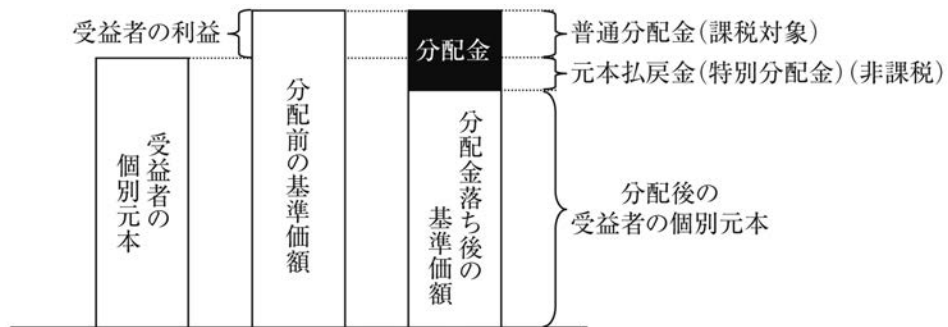 受益者の利益
受益者の
個別元本
分配前の基準価額
分配金
分配金落ち後の
基準価額
普通分配金(課税対象)
元本払戻金(特別分配金)(非課税)
分配後の
受益者の個別元本